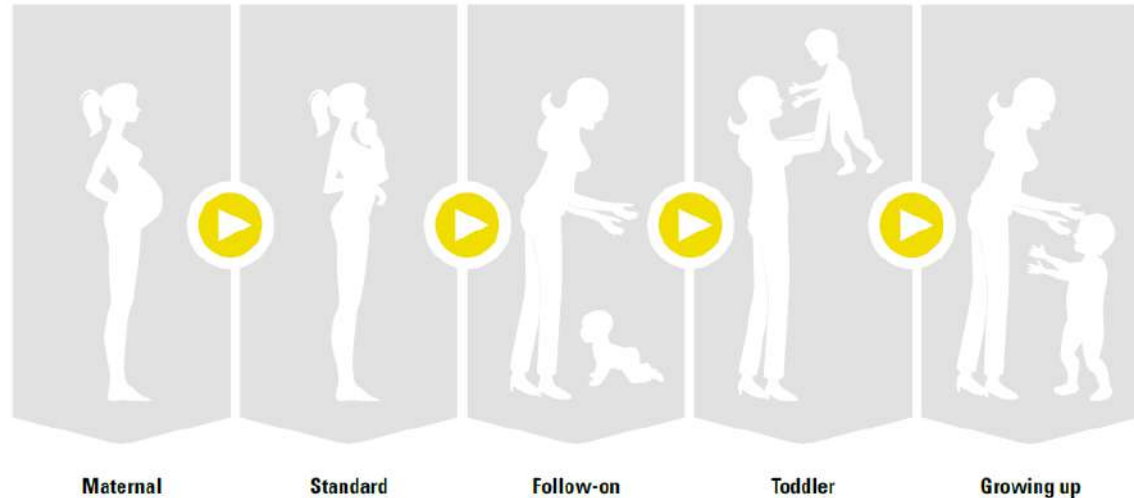 Maternal
Standard
Follow-on
Toddler
Growing up